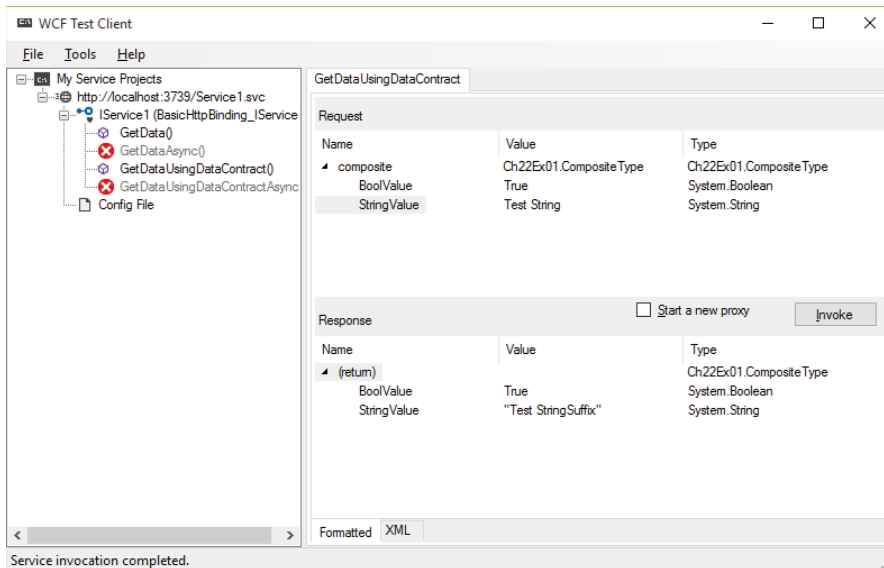 WCF Test Client
File Tools Help
My Service Projects
http://localhost:3739/Service1.svc
IService1 (BasicHttpBinding_IService
GetData()
GetDataAsync()
GetDataUsingDataContract()
GetDataUsingDataContractAsync
Config File
GetDataUsingDataContract
Request
Name Value Type
composite Ch22Ex01.CompositeType Ch22Ex01.CompositeType
BoolValue True System.Boolean
StringValue Test String System.String
Response Start a new proxy Invoke
Name Value Type
(return) Ch22Ex01.CompositeType
BoolValue True System.Boolean
StringValue "Test StringSuffix" System.String
Formatted XML
Service invocation completed.